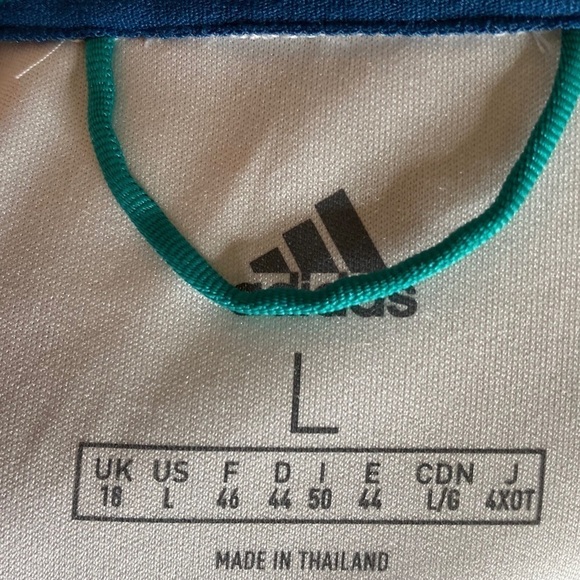 adidas
L
UK US F D I E CDN J
18 L 46 44 50 44 L/G 4XOT
MADE IN THAILAND